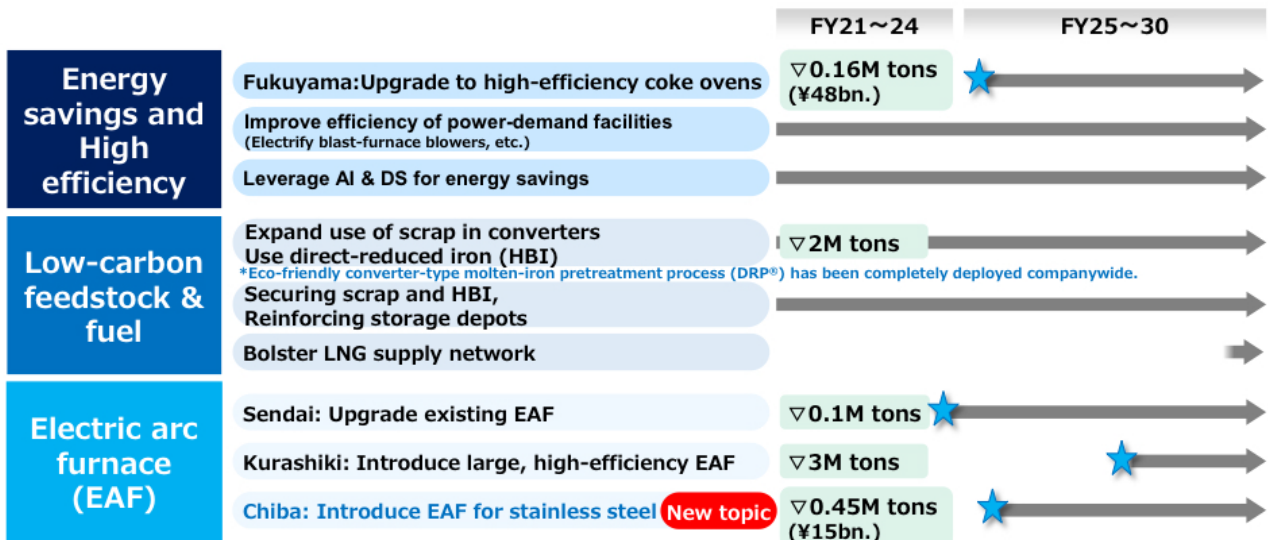 FY21～24
FY25～30
Energy
savings and
High
efficiency
Fukuyama:Upgrade to high-efficiency coke ovens
▽0.16M tons
(¥48bn.)
Improve efficiency of power-demand facilities
(Electrify blast-furnace blowers, etc.)
Leverage AI & DS for energy savings
Low-carbon
feedstock &
fuel
Expand use of scrap in converters
Use direct-reduced iron (HBI)
▽2M tons
*Eco-friendly converter-type molten-iron pretreatment process (DRP®) has been completely deployed companywide.
Securing scrap and HBI,
Reinforcing storage depots
Bolster LNG supply network
Electric arc
furnace
(EAF)
Sendai: Upgrade existing EAF
▽0.1M tons
Kurashiki: Introduce large, high-efficiency EAF
▽3M tons
Chiba: Introduce EAF for stainless steel
New topic
▽0.45M tons
(¥15bn.)